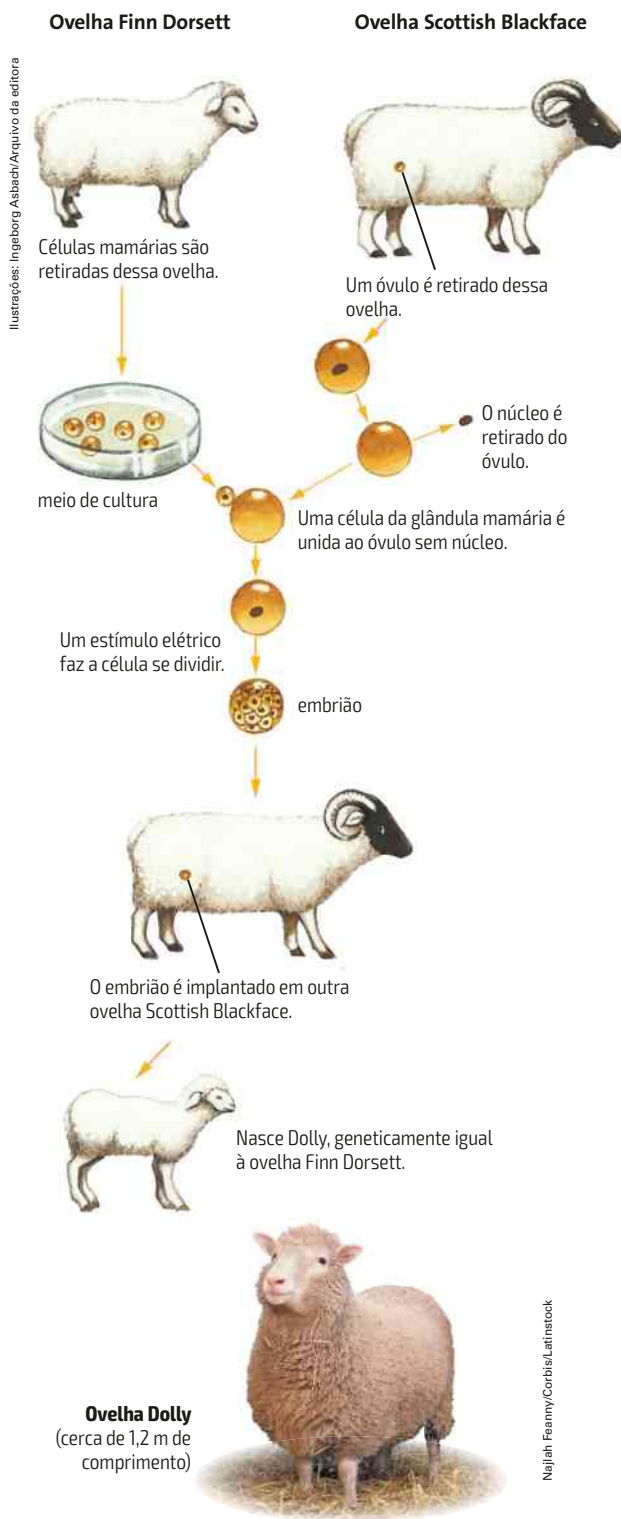 Ovelha Finn Dorsett
Ovelha Scottish Blackface
Ilustrações: Ingeborg Asbach/Arquivo da editora
Células mamárias são
retiradas dessa ovelha.
Um óvulo é retirado dessa
ovelha.
O núcleo é
retirado do
óvulo.
meio de cultura
Uma célula da glândula mamária é
unida ao óvulo sem núcleo.
Um estímulo elétrico
faz a célula se dividir.
embrião
O embrião é implantado em outra
ovelha Scottish Blackface.
Nasce Dolly, geneticamente igual
à ovelha Finn Dorsett.
Ovelha Dolly
(cerca de 1,2 m de
comprimento)
Najlah Feanny/Corbis/Latinstock